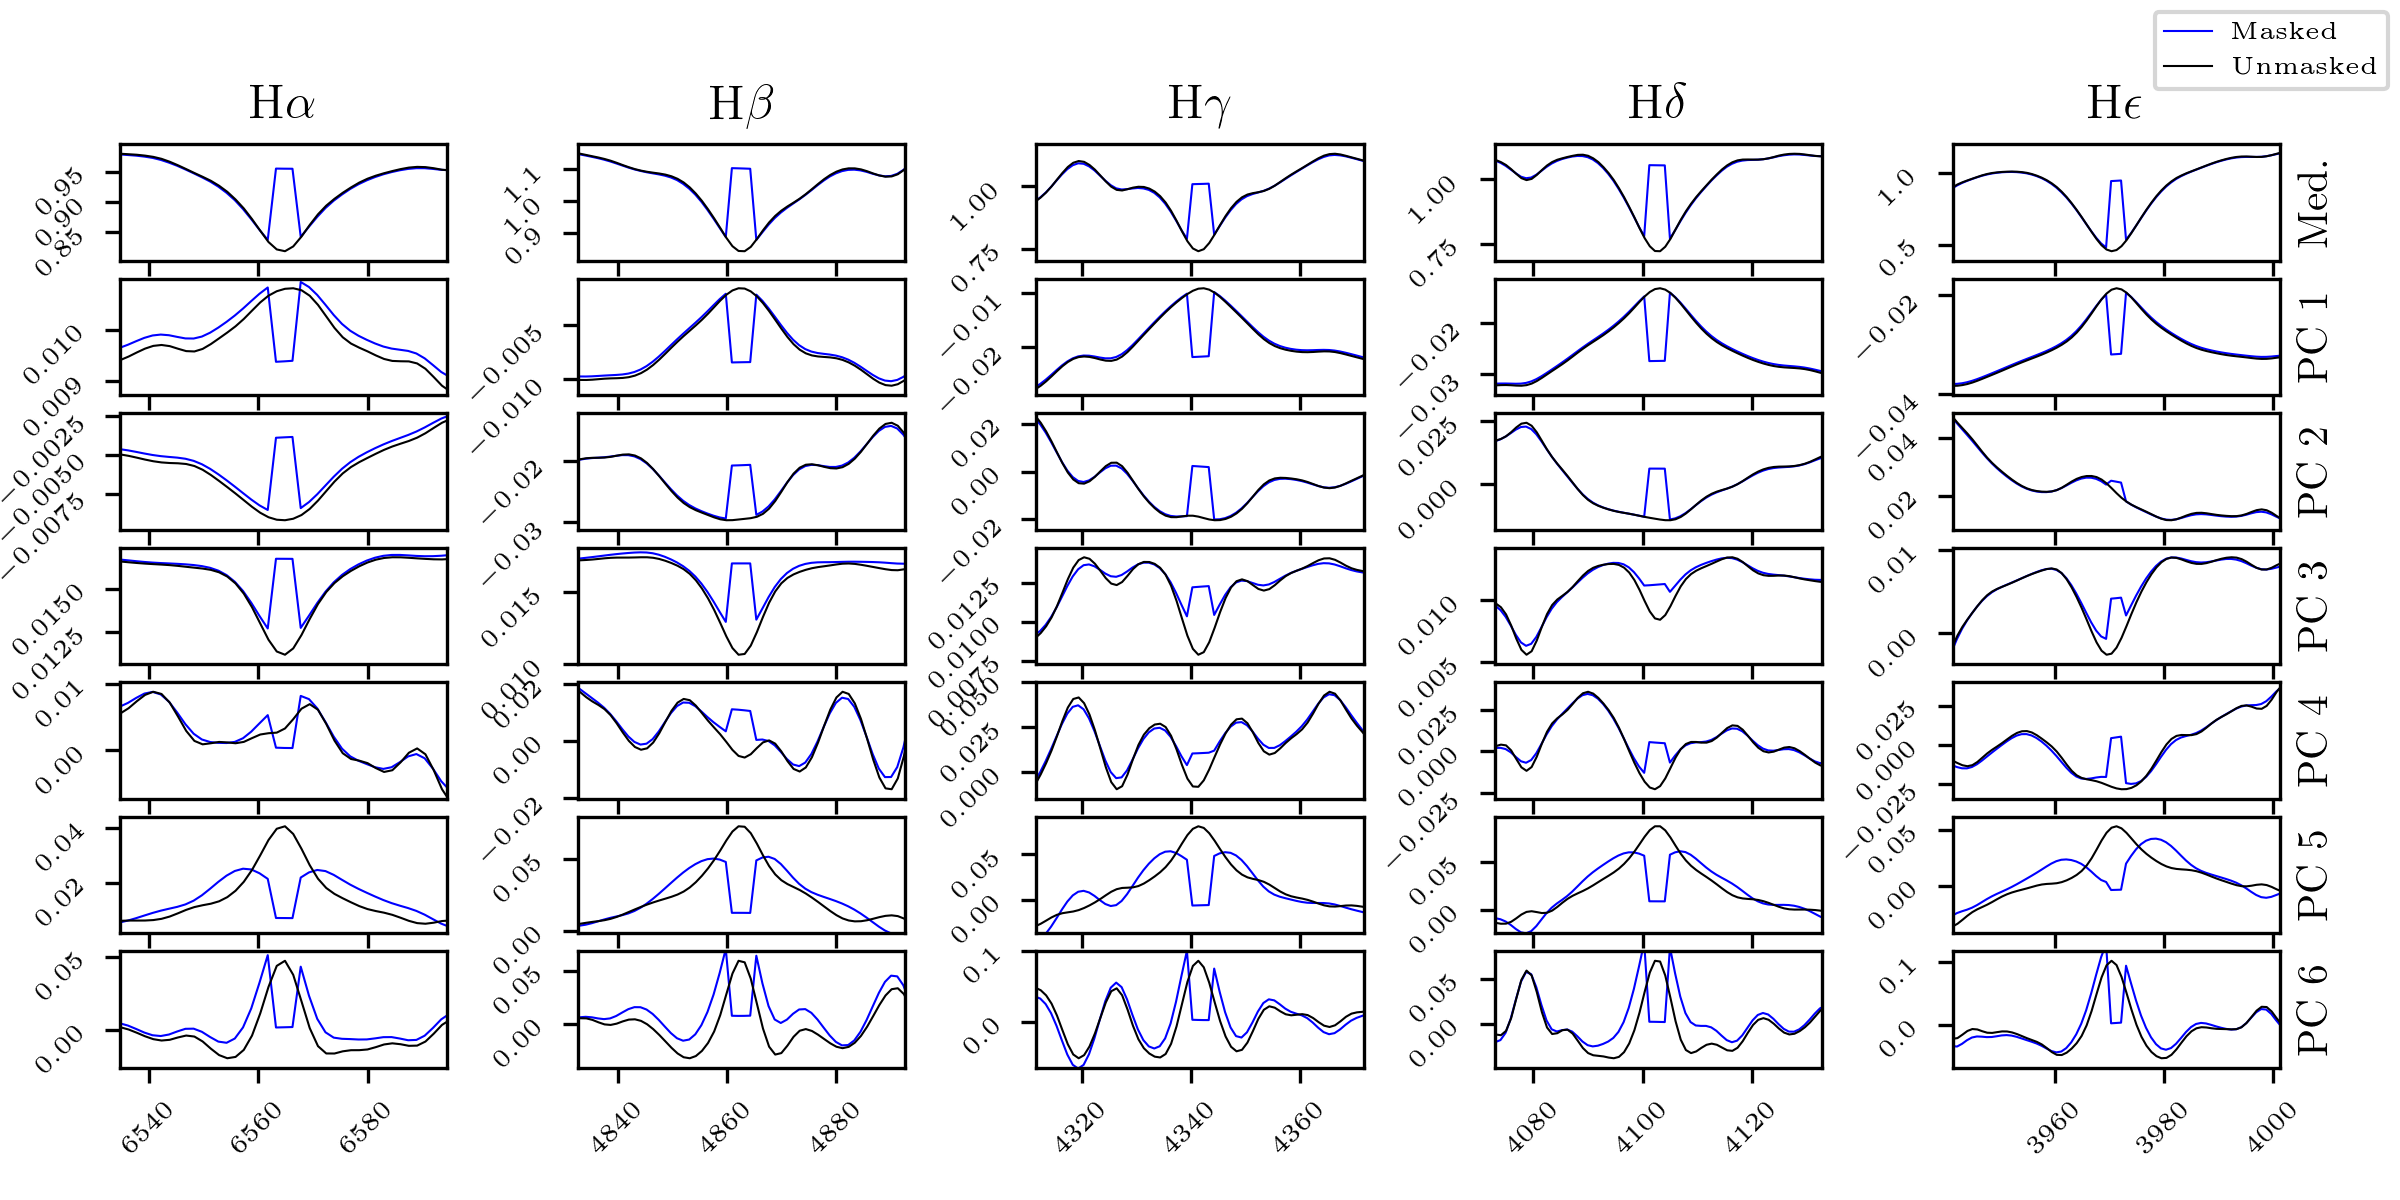 Masked
Unmasked
Hα Hβ Hγ Hδ Hϵ
0.95 0.90 0.85 1.1 1.0 0.9 1.00 0.75 1.00 0.75 1.0 0.5 Med.
0.010 0.009 −0.005 −0.010 −0.01 −0.02 −0.02 −0.03 −0.02 −0.04 PC 1
−0.0025 −0.0050 −0.0075 −0.02 −0.03 0.02 0.00 −0.02 0.025 0.000 0.04 0.02 PC 2
0.0150 0.0125 0.015 0.010 0.0125 0.0100 0.0075 0.010 0.005 0.01 0.00 PC 3
0.01 0.00 0.02 0.00 −0.02 0.050 0.025 0.000 0.025 0.000 −0.025 0.025 0.000 −0.025 PC 4
0.04 0.02 0.05 0.00 0.05 0.00 0.05 0.00 0.05 0.00 PC 5
0.05 0.00 0.05 0.00 0.1 0.0 0.05 0.00 0.1 0.0 PC 6
6540 6560 6580 4840 4860 4880 4320 4340 4360 4080 4100 4120 3960 3980 4000